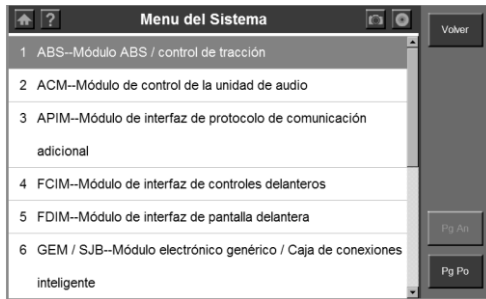 ?
Menu del Sistema
Volver
1 ABS--Módulo ABS / control de tracción
2 ACM--Módulo de control de la unidad de audio
3 APIM--Módulo de interfaz de protocolo de comunicación
adicional
4 FCIM--Módulo de interfaz de controles delanteros
5 FDIM--Módulo de interfaz de pantalla delantera
6 GEM / SJB--Módulo electrónico genérico / Caja de conexiones
inteligente
Pg An
Pg Po